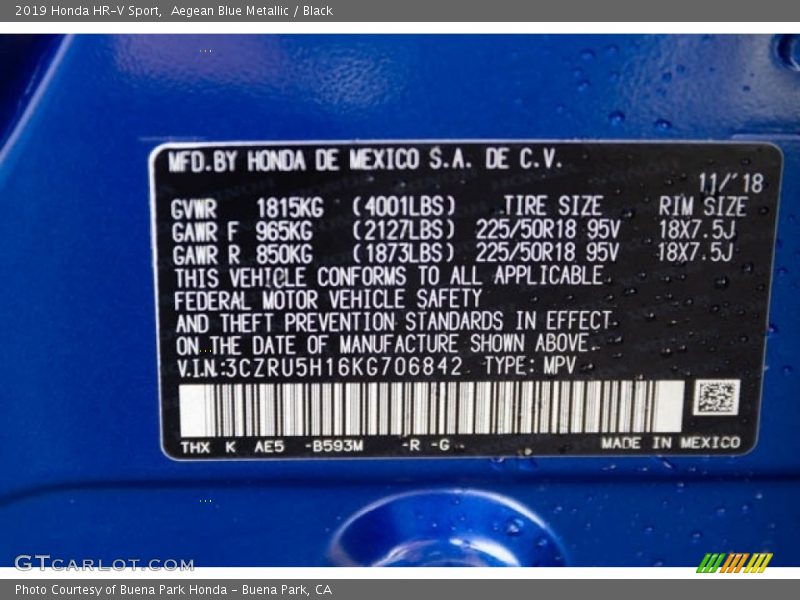 2019 Honda HR-V Sport,  Aegean Blue Metallic / Black
MFD.BY HONDA DE MEXICO S.A. DE C.V.
11/'18
GVWR 1815KG (4001LBS) TIRE SIZE RIM SIZE
GAWR F 965KG (2127LBS) 225/50R18 95V 18X7.5J
GAWR R 850KG (1873LBS) 225/50R18 95V 18X7.5J
THIS VEHICLE CONFORMS TO ALL APPLICABLE
FEDERAL MOTOR VEHICLE SAFETY
AND THEFT PREVENTION STANDARDS IN EFFECT
ON THE DATE OF MANUFACTURE SHOWN ABOVE.
V.I.N.:3CZRU5H16KG706842 TYPE: MPV
THX K AE5 -B593M -R -G MADE IN MEXICO
GTCARLOT.COM
Photo Courtesy of Buena Park Honda - Buena Park, CA